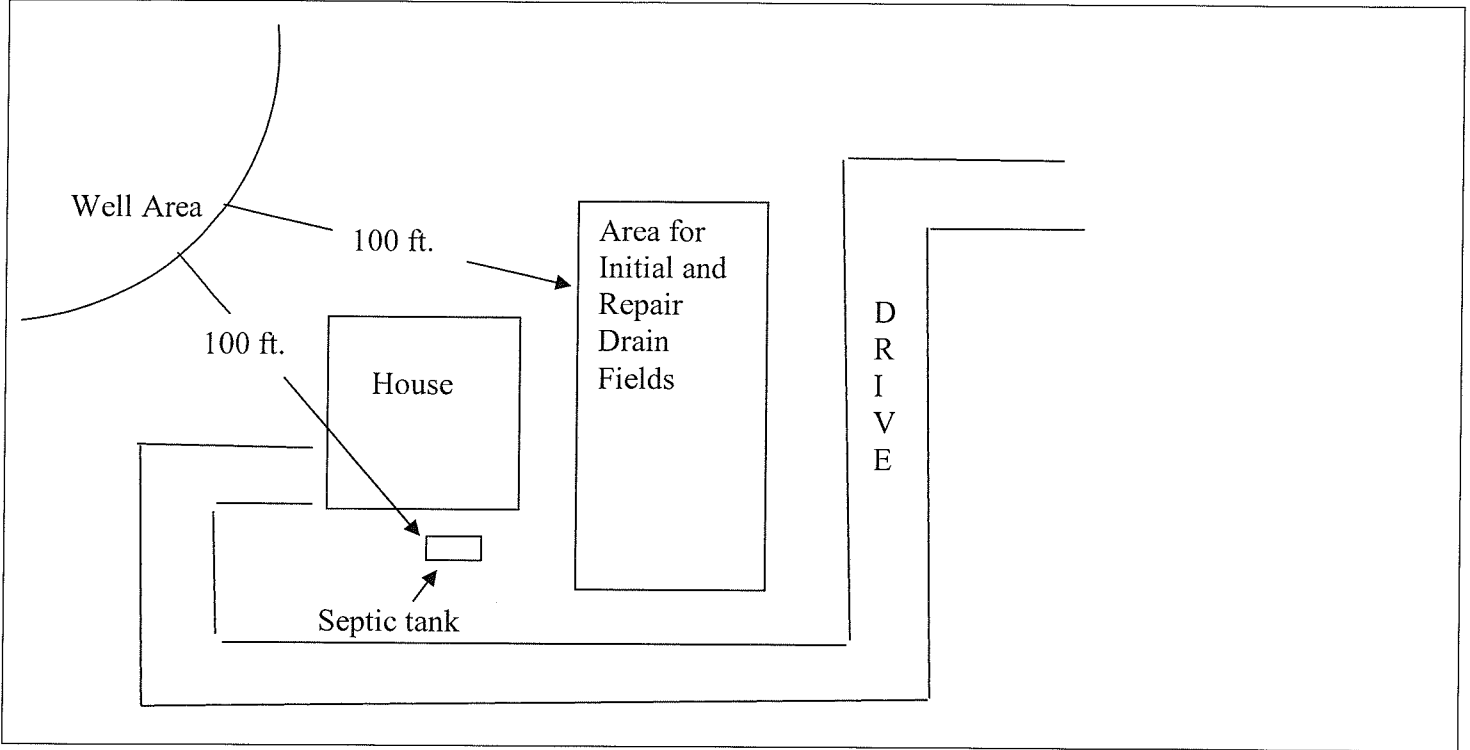 Well Area
100 ft.
100 ft.
House
Area for
Initial and
Repair
Drain
Fields
D
R
I
V
E
Septic tank